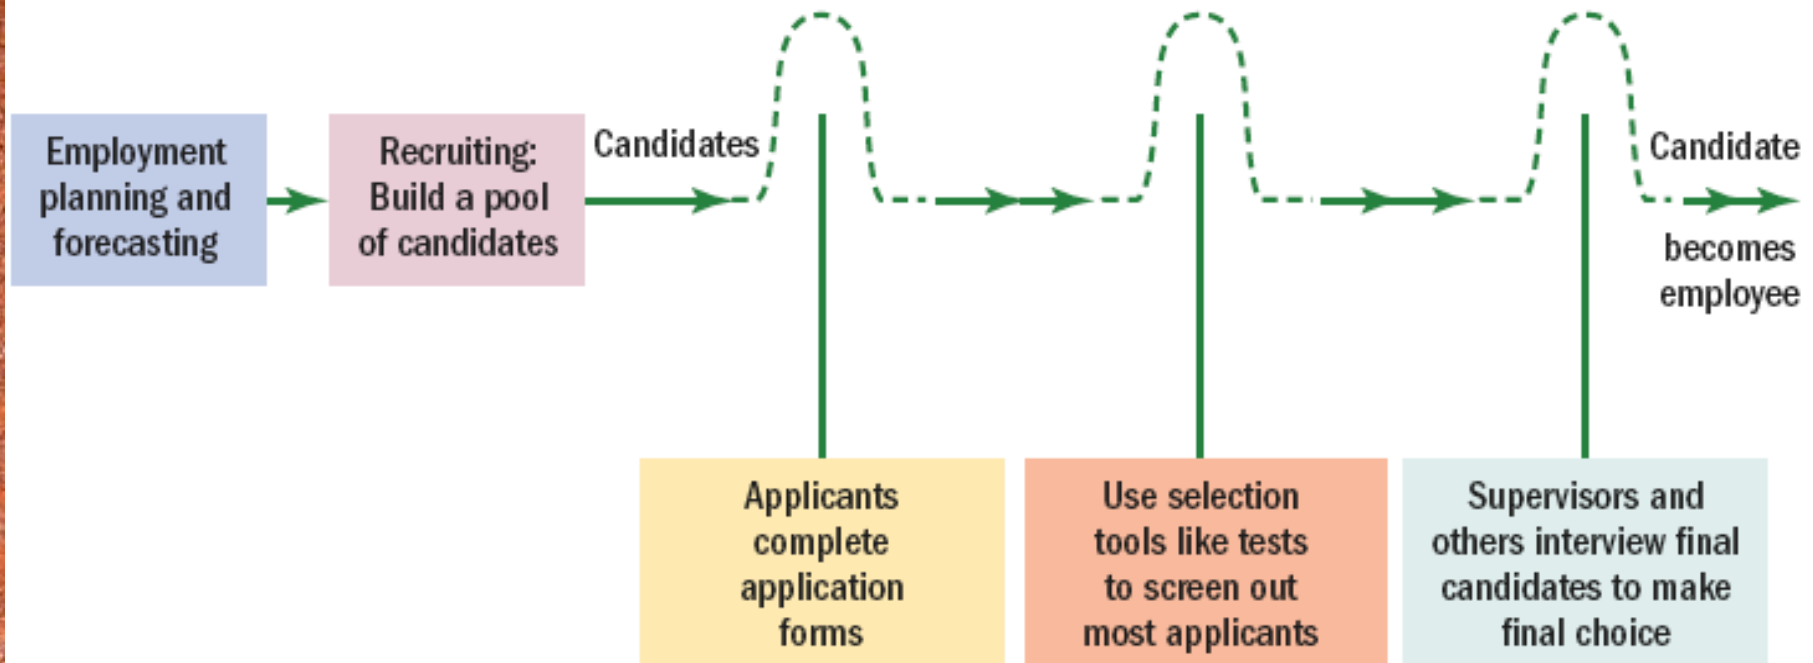 Employment
planning and
forecasting
Recruiting:
Build a pool
of candidates
Candidates
Candidate
becomes
employee
Applicants
complete
application
forms
Use selection
tools like tests
to screen out
most applicants
Supervisors and
others interview final
candidates to make
final choice